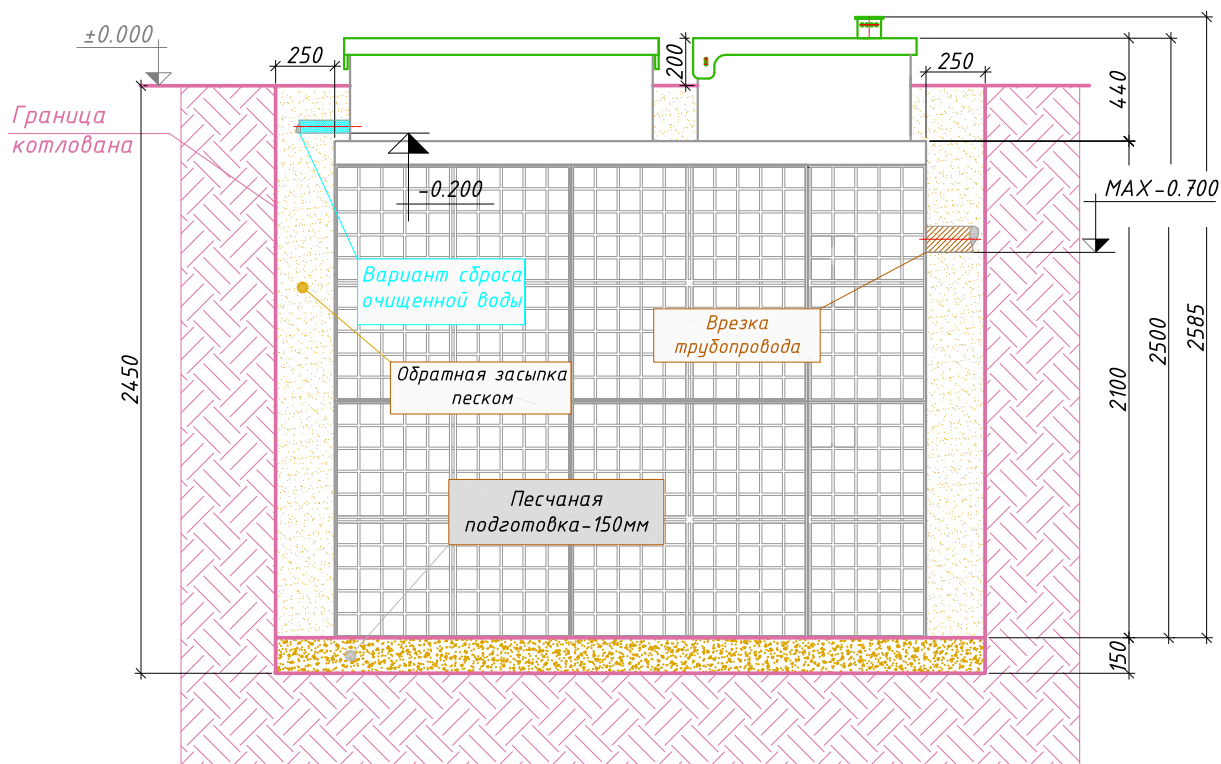 ±0.000
250
200
250
440
Граница
котлована
-0.200
MAX-0.700
Вариант сброса
очищенной воды
Врезка
трубопровода
2500
2585
2450
Обратная засыпка
песком
2100
Песчаная
подготовка-150мм
150